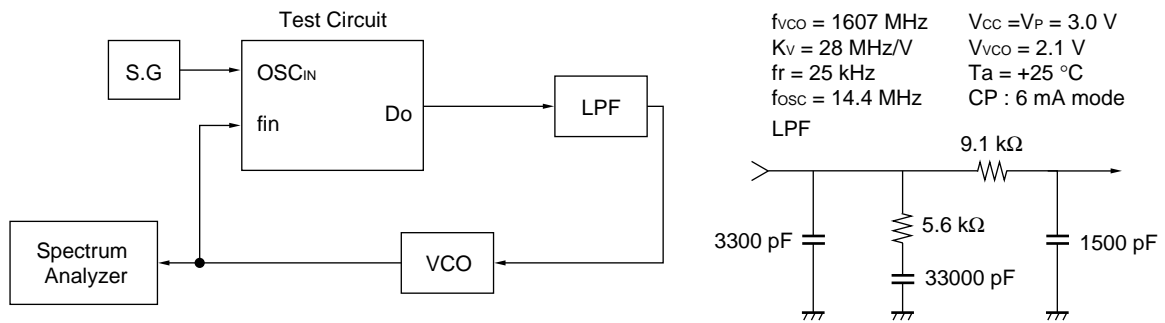 Test Circuit
S.G
OSCIN
fin
Do
LPF
Spectrum
Analyzer
VCO
fVCO = 1607 MHz
KV = 28 MHz/V
fr = 25 kHz
fOSC = 14.4 MHz
LPF
VCC =VP = 3.0 V
VVCO = 2.1 V
Ta = +25 °C
CP : 6 mA mode
9.1 kΩ
3300 pF
5.6 kΩ
33000 pF
1500 pF